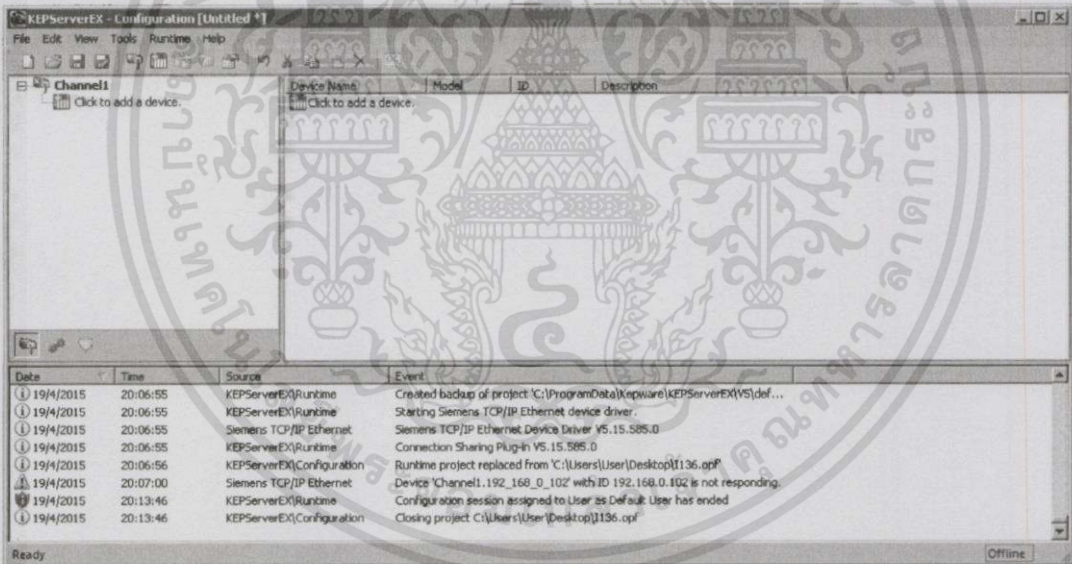 KEPServerEX - Configuration [Untitled *]
File Edit View Tools Runtime Help
Channel1
Click to add a device.
Device Name Model ID Description
Click to add a device.
Date Time Source Event
19/4/2015 20:06:55 KEPServerEX\Runtime Created backup of project 'C:\ProgramData\Kepware\KEPServerEX\V5\def...
19/4/2015 20:06:55 KEPServerEX\Runtime Starting Siemens TCP/IP Ethernet device driver.
19/4/2015 20:06:55 Siemens TCP/IP Ethernet Siemens TCP/IP Ethernet Device Driver V5.15.585.0
19/4/2015 20:06:55 KEPServerEX\Runtime Connection Sharing Plug-in V5.15.585.0
19/4/2015 20:06:56 KEPServerEX\Configuration Runtime project replaced from 'C:\Users\User\Desktop\I136.opf'
19/4/2015 20:07:00 Siemens TCP/IP Ethernet Device 'Channel1.192_168_0_102' with ID 192.168.0.102 is not responding.
19/4/2015 20:13:46 KEPServerEX\Runtime Configuration session assigned to User as Default User has ended
19/4/2015 20:13:46 KEPServerEX\Configuration Closing project C:\Users\User\Desktop\I136.opf
Ready Offline